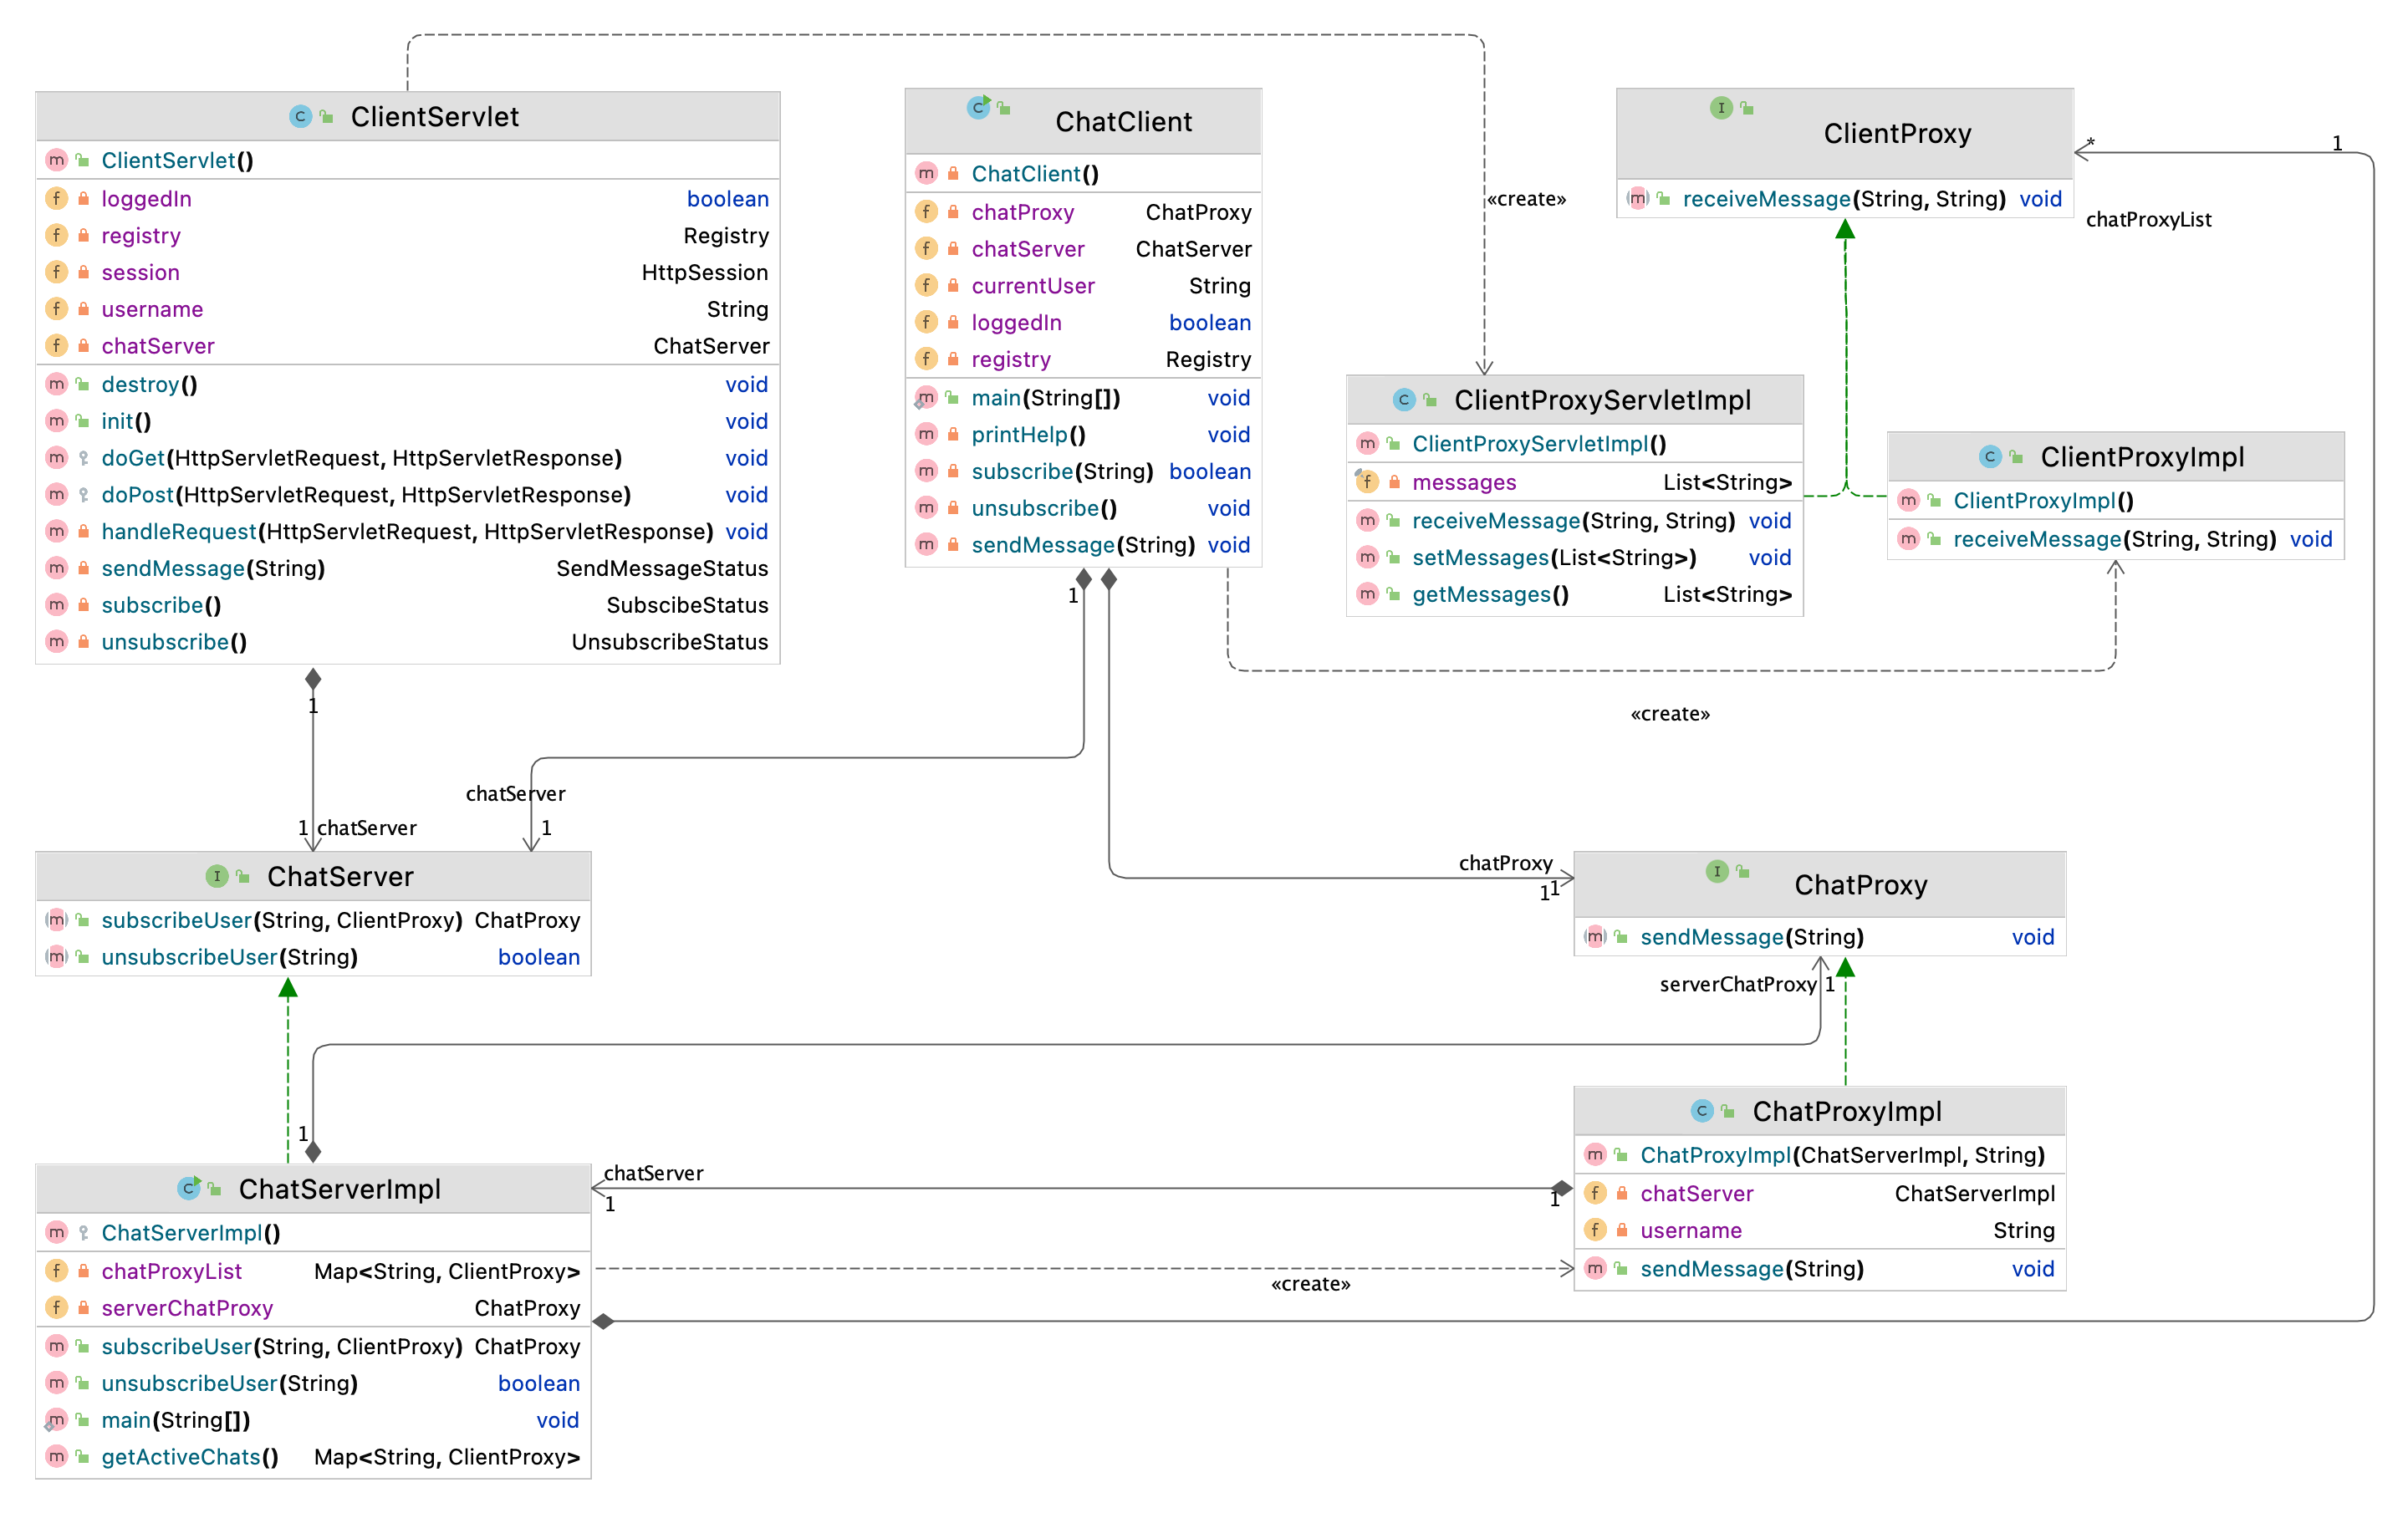 ClientServlet
ClientServlet()
loggedIn boolean
registry Registry
session HttpSession
username String
chatServer ChatServer
destroy() void
init() void
doGet(HttpServletRequest, HttpServletResponse) void
doPost(HttpServletRequest, HttpServletResponse) void
handleRequest(HttpServletRequest, HttpServletResponse) void
sendMessage(String) SendMessageStatus
subscribe() SubscibeStatus
unsubscribe() UnsubscribeStatus
ChatClient
ChatClient()
chatProxy ChatProxy
chatServer ChatServer
currentUser String
loggedIn boolean
registry Registry
main(String[]) void
printHelp() void
subscribe(String) boolean
unsubscribe() void
sendMessage(String) void
«create»
ClientProxy
receiveMessage(String, String) void
*
1
chatProxyList
ClientProxyServletImpl
ClientProxyServletImpl()
messages List<String>
receiveMessage(String, String) void
setMessages(List<String>) void
getMessages() List<String>
ClientProxyImpl
ClientProxyImpl()
receiveMessage(String, String) void
«create»
1
1
chatServer
1 chatServer
1
chatProxy
1 1
ChatServer
subscribeUser(String, ClientProxy) ChatProxy
unsubscribeUser(String) boolean
ChatProxy
sendMessage(String) void
serverChatProxy 1
1
chatServer
1
1
«create»
ChatServerImpl
ChatServerImpl()
chatProxyList Map<String, ClientProxy>
serverChatProxy ChatProxy
subscribeUser(String, ClientProxy) ChatProxy
unsubscribeUser(String) boolean
main(String[]) void
getActiveChats() Map<String, ClientProxy>
ChatProxyImpl
ChatProxyImpl(ChatServerImpl, String)
chatServer ChatServerImpl
username String
sendMessage(String) void